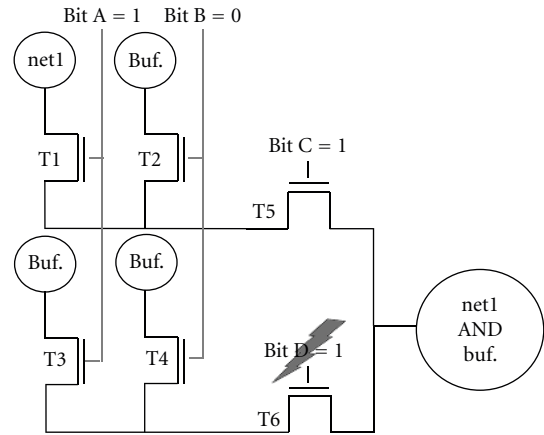 Bit A = 1
Bit B = 0
net1
Buf.
T1
T2
Bit C = 1
T5
Buf.
Buf.
net1
AND
buf.
T3
T4
Bit D = 1
T6